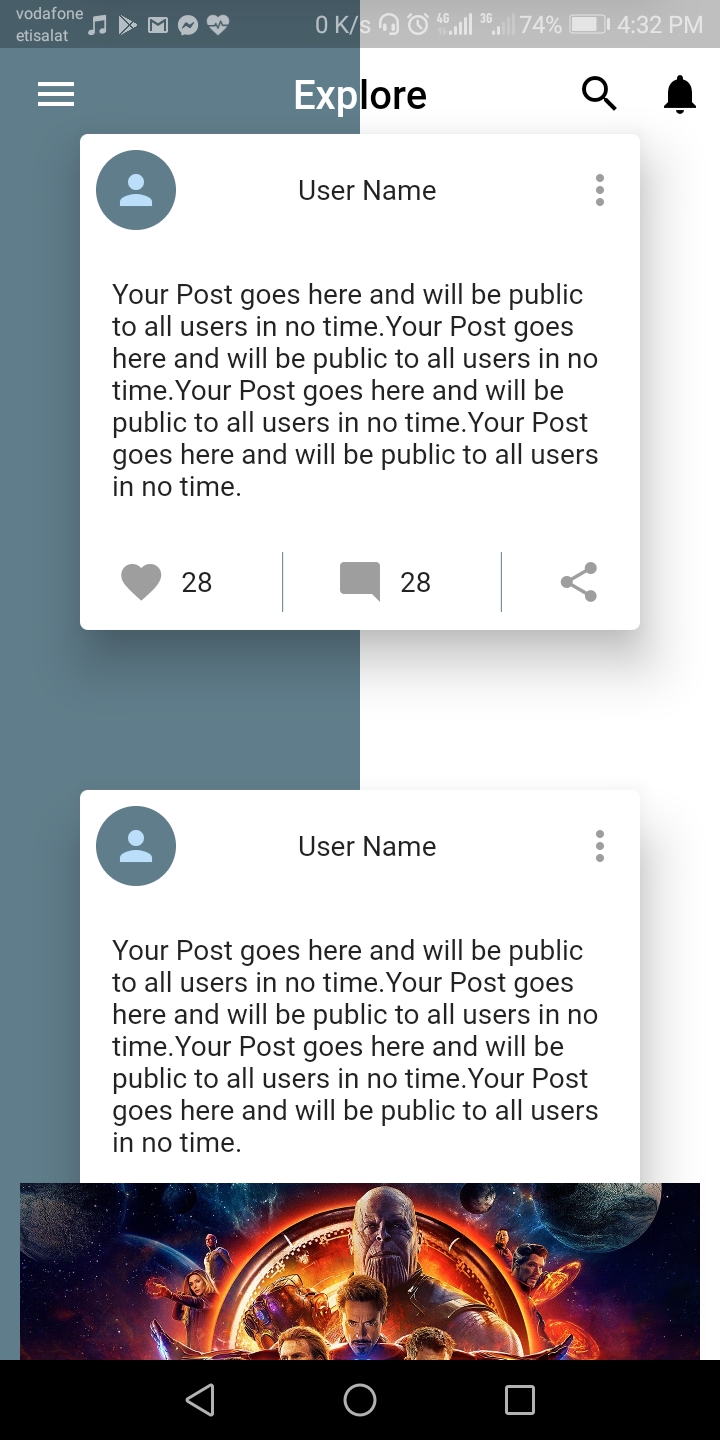 vodafone
etisalat
0 K/s 4G 3G 74% 4:32 PM
Explore
User Name
Your Post goes here and will be public
to all users in no time.Your Post goes
here and will be public to all users in no
time.Your Post goes here and will be
public to all users in no time.Your Post
goes here and will be public to all users
in no time.
28 28
User Name
Your Post goes here and will be public
to all users in no time.Your Post goes
here and will be public to all users in no
time.Your Post goes here and will be
public to all users in no time.Your Post
goes here and will be public to all users
in no time.